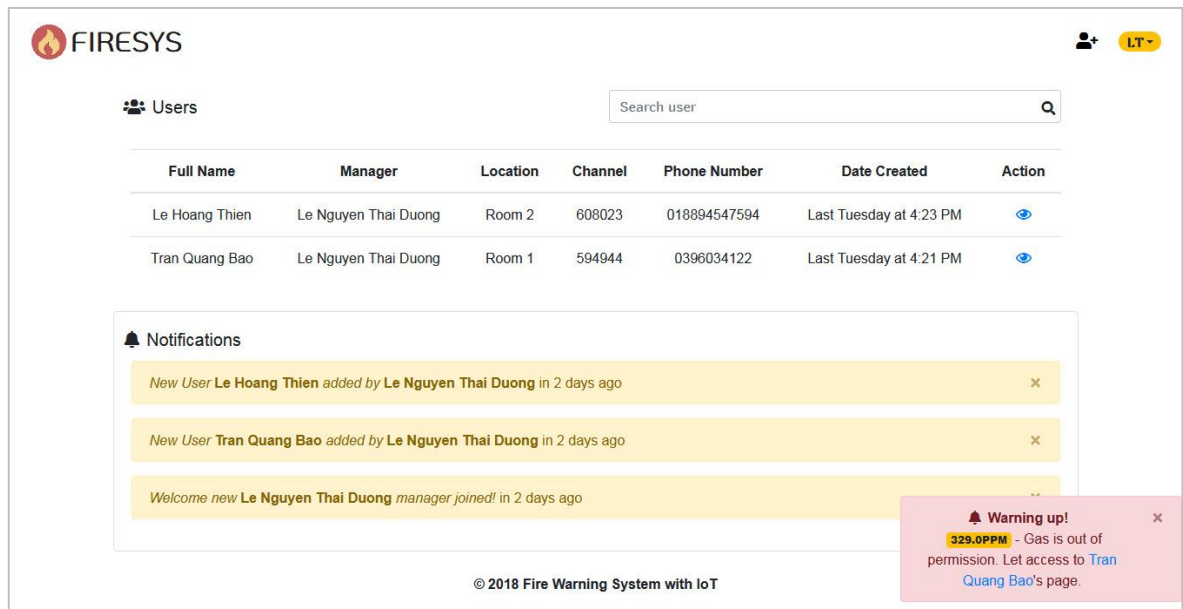 FIRESYS
LT
Users
Search user
Full Name Manager Location Channel Phone Number Date Created Action
Le Hoang Thien Le Nguyen Thai Duong Room 2 608023 018894547594 Last Tuesday at 4:23 PM
Tran Quang Bao Le Nguyen Thai Duong Room 1 594944 0396034122 Last Tuesday at 4:21 PM
Notifications
New User Le Hoang Thien added by Le Nguyen Thai Duong in 2 days ago ×
New User Tran Quang Bao added by Le Nguyen Thai Duong in 2 days ago ×
Welcome new Le Nguyen Thai Duong manager joined! in 2 days ago
Warning up! ×
329.0PPM - Gas is out of
permission. Let access to Tran
Quang Bao's page.
© 2018 Fire Warning System with IoT